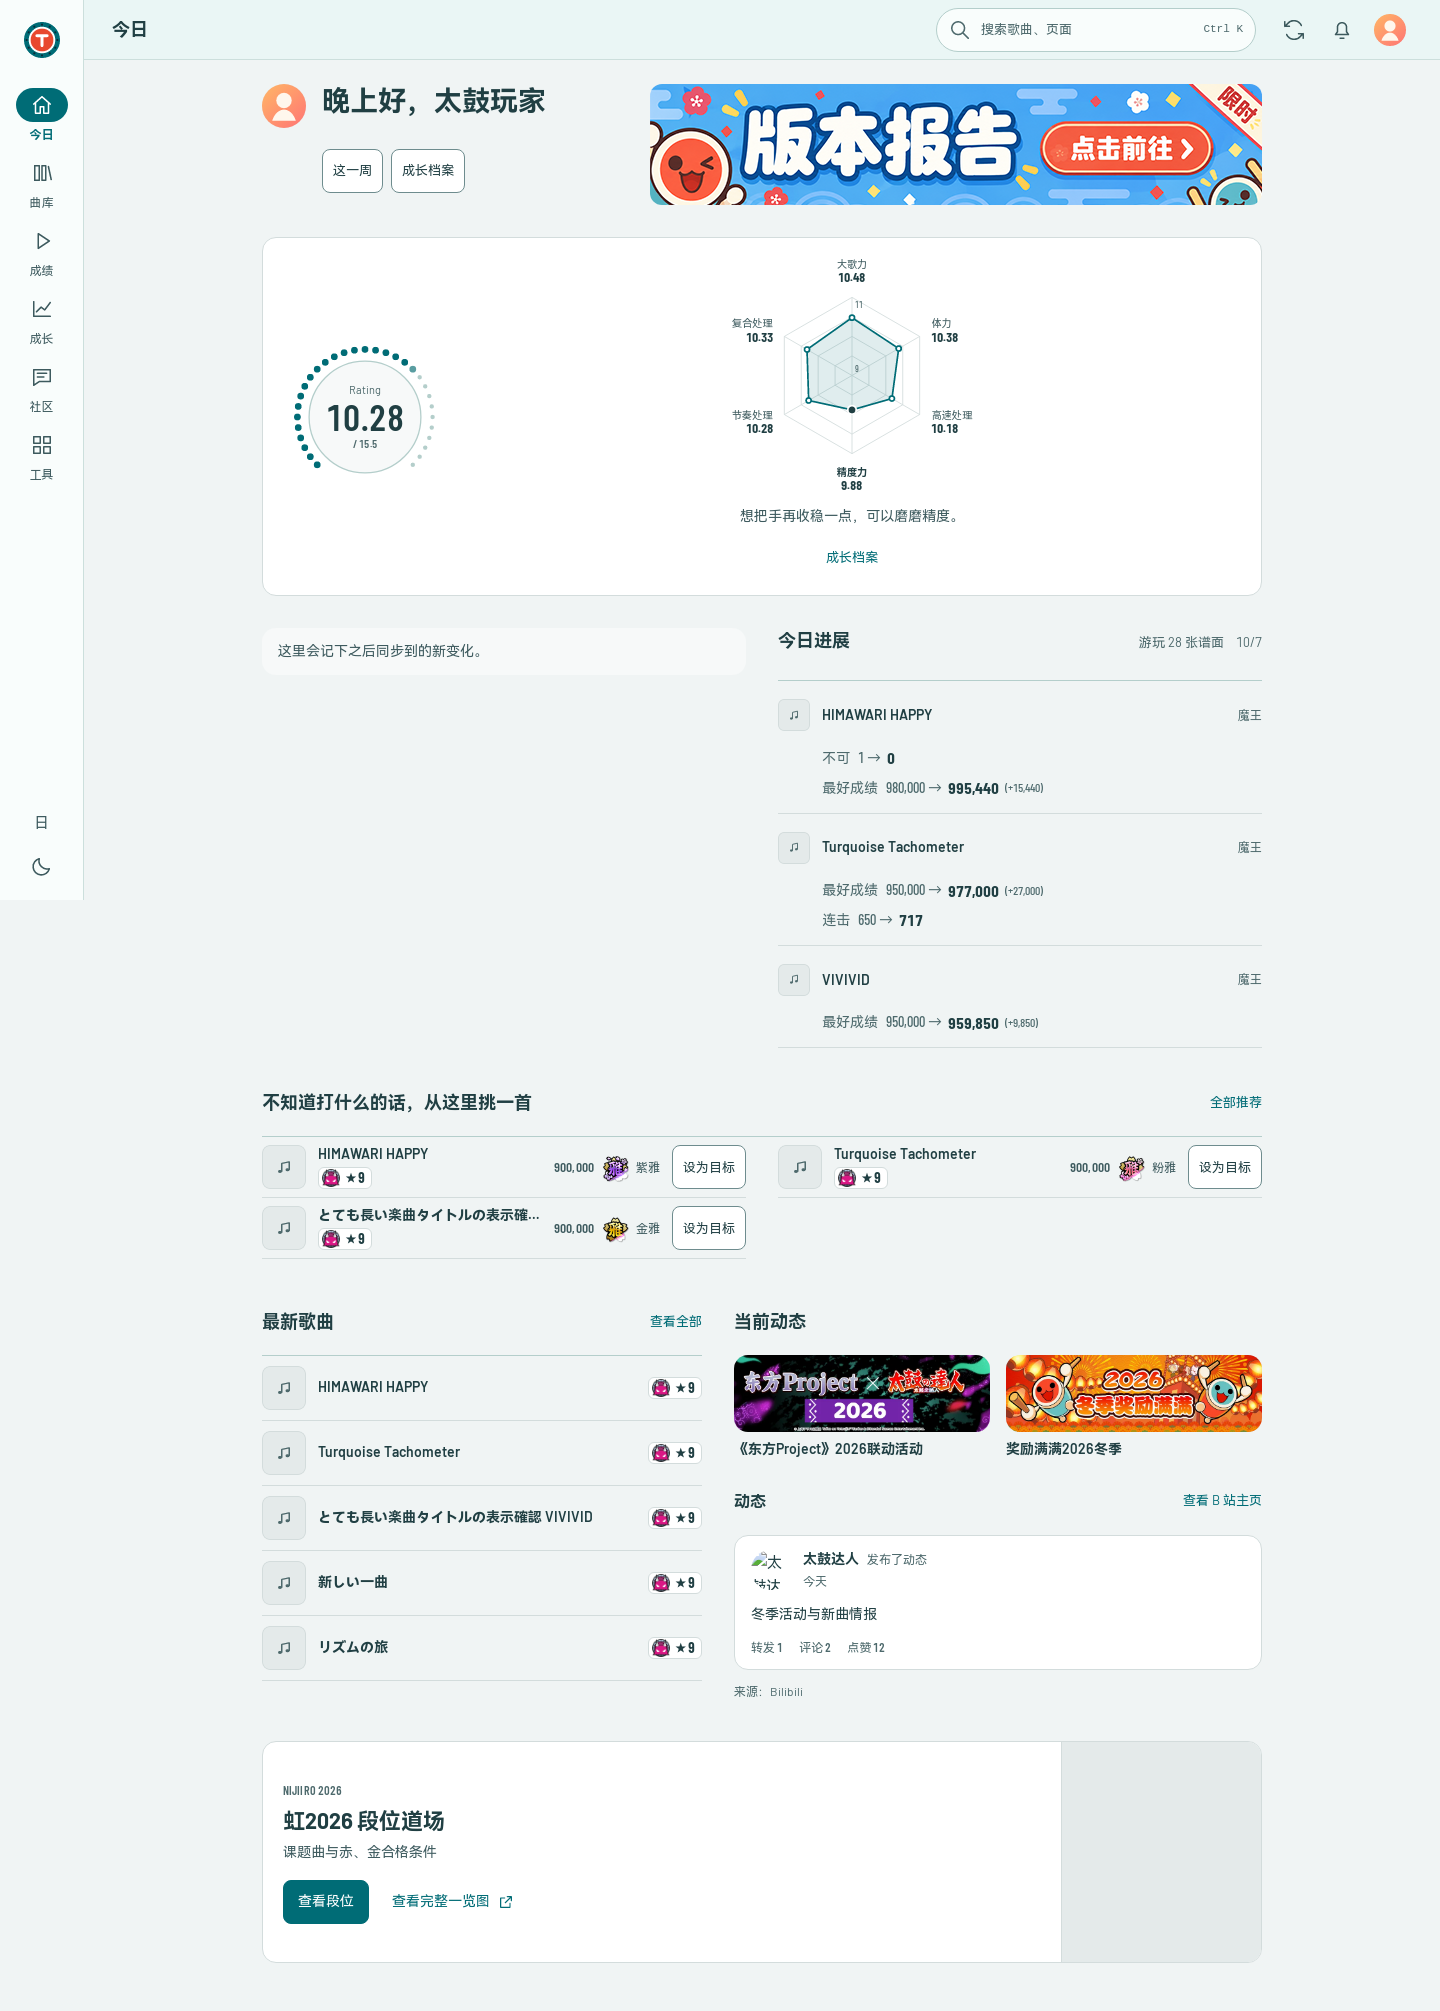 今日
搜索歌曲、页面
Ctrl K
今日
曲库
成绩
成长
社区
工具
日
晚上好，太鼓玩家
这一周
成长档案
版本报告
点击前往
限时
Rating
10.28
/ 15.5
大歌力
10.48
11
复合处理
10.33
体力
10.38
9
节奏处理
10.28
高速处理
10.18
精度力
9.88
想把手再收稳一点，可以磨磨精度。
成长档案
这里会记下之后同步到的新变化。
今日进展
游玩 28 张谱面 10/7
HIMAWARI HAPPY
魔王
不可 1 → 0
最好成绩 980,000 → 995,440 (+15,440)
Turquoise Tachometer
魔王
最好成绩 950,000 → 977,000 (+27,000)
连击 650 → 717
VIVIVID
魔王
最好成绩 950,000 → 959,850 (+9,850)
不知道打什么的话，从这里挑一首
全部推荐
HIMAWARI HAPPY
★9
900,000
雅
紫雅
设为目标
Turquoise Tachometer
★9
900,000
雅
粉雅
设为目标
とても長い楽曲タイトルの表示確…
★9
900,000
雅
金雅
设为目标
最新歌曲
查看全部
HIMAWARI HAPPY
★9
Turquoise Tachometer
★9
とても長い楽曲タイトルの表示確認 VIVIVID
★9
新しい一曲
★9
リズムの旅
★9
当前动态
东方Project × 太鼓の達人
2026
《东方Project》2026联动活动
2026
冬季奖励满满
奖励满满2026冬季
动态
查看 B 站主页
太鼓达人 发布了动态
今天
冬季活动与新曲情报
转发 1 评论 2 点赞 12
来源：Bilibili
NIJIIRO 2026
虹2026 段位道场
课题曲与赤、金合格条件
查看段位
查看完整一览图